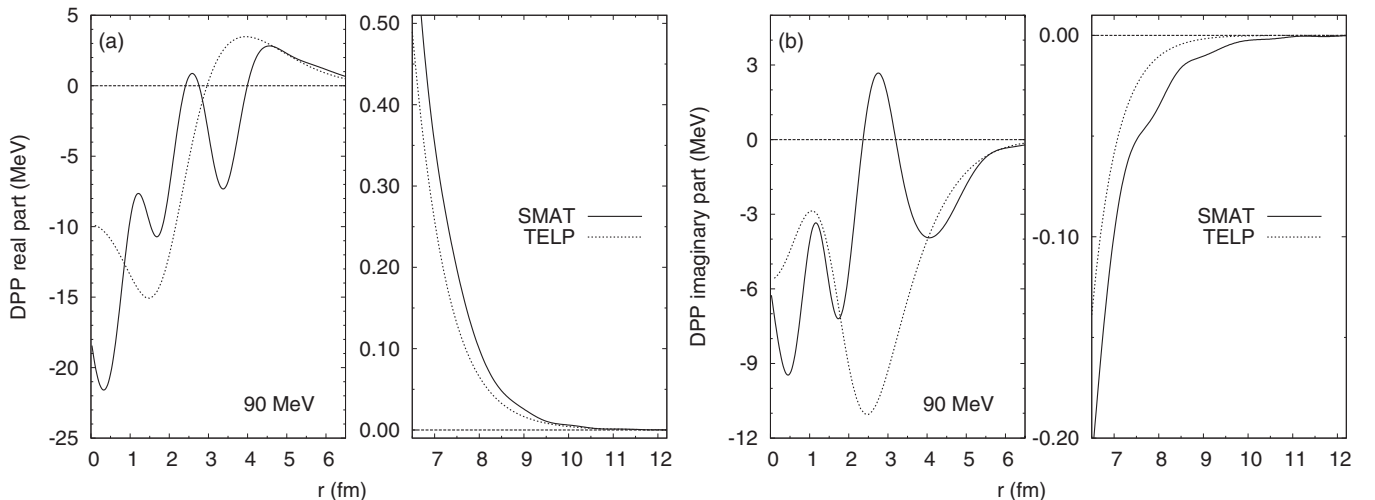 (a)
5
0
-5
-10
-15
-20
-25
DPP real part (MeV)
90 MeV
0 1 2 3 4 5 6
r (fm)
0.50
0.40
0.30
0.20
0.10
0.00
SMAT
TELP
7 8 9 10 11 12
(b)
3
0
-3
-6
-9
-12
DPP imaginary part (MeV)
90 MeV
0 1 2 3 4 5 6
r (fm)
0.00
-0.10
-0.20
SMAT
TELP
7 8 9 10 11 12